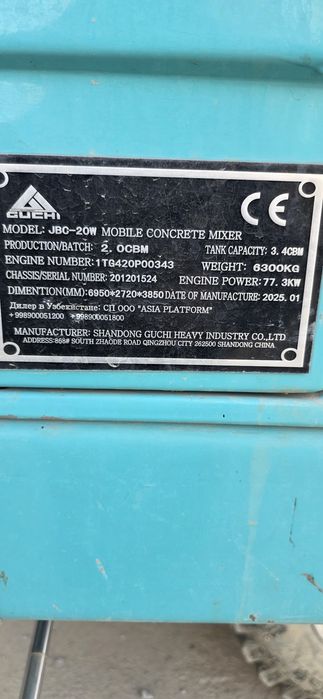 GUCHI
CE
MODEL: JBC-20W MOBILE CONCRETE MIXER
PRODUCTION/BATCH: 2.0CBM TANK CAPACITY: 3.4CBM
ENGINE NUMBER: 1TG420P00343 WEIGHT: 6300KG
CHASSIS/SERIAL NUMBER: 201201524 ENGINE POWER: 77.3KW
DIMENTION(MM): 6950*2720*3850 DATE OF MANUFACTURE: 2025.01
Дилер в Узбекистане: СП ООО "ASIA PLATFORM"
+998900051200 +998900051800
MANUFACTURER: SHANDONG GUCHI HEAVY INDUSTRY CO.,LTD
ADDRESS:868# SOUTH ZHAODE ROAD QINGZHOU CITY 262500 SHANDONG CHINA